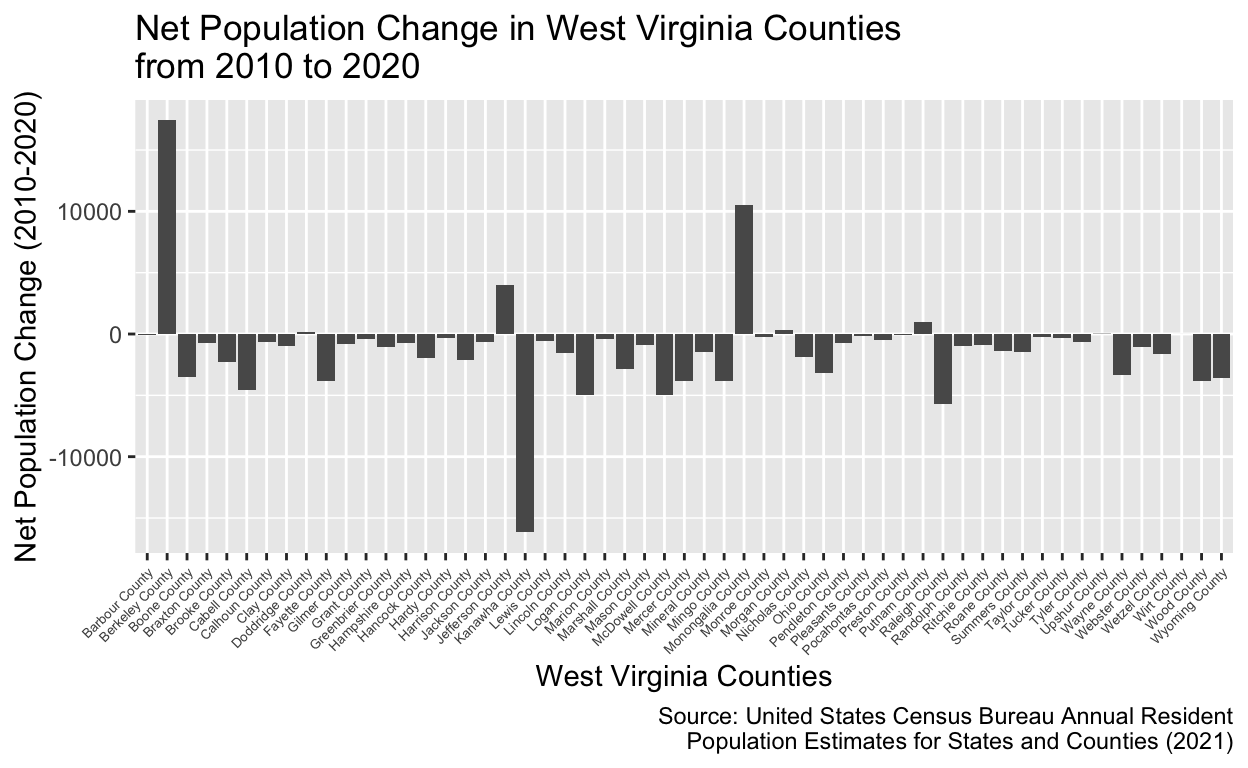 Net Population Change in West Virginia Counties
from 2010 to 2020
Net Population Change (2010-2020)
10000
0
-10000
Barbour County
Berkeley County
Boone County
Braxton County
Brooke County
Cabell County
Calhoun County
Clay County
Doddridge County
Fayette County
Gilmer County
Grant County
Greenbrier County
Hampshire County
Hancock County
Hardy County
Harrison County
Jackson County
Jefferson County
Kanawha County
Lewis County
Lincoln County
Logan County
Marion County
Marshall County
Mason County
McDowell County
Mercer County
Mineral County
Mingo County
Monongalia County
Monroe County
Morgan County
Nicholas County
Ohio County
Pendleton County
Pleasants County
Pocahontas County
Preston County
Putnam County
Raleigh County
Randolph County
Ritchie County
Roane County
Summers County
Taylor County
Tucker County
Tyler County
Upshur County
Wayne County
Webster County
Wetzel County
Wirt County
Wood County
Wyoming County
West Virginia Counties
Source: United States Census Bureau Annual Resident
Population Estimates for States and Counties (2021)